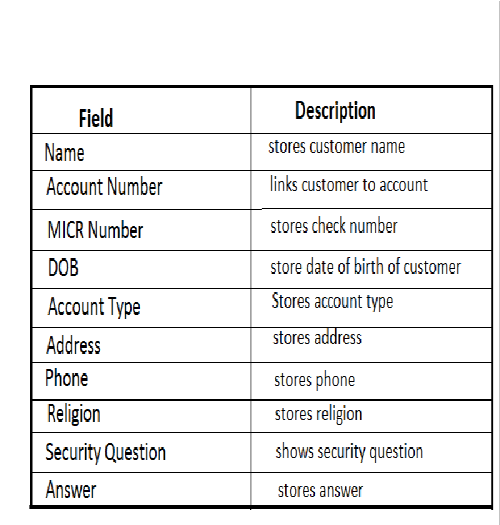 Field Description
Name stores customer name
Account Number links customer to account
MICR Number stores check number
DOB store date of birth of customer
Account Type Stores account type
Address stores address
Phone stores phone
Religion stores religion
Security Question shows security question
Answer stores answer